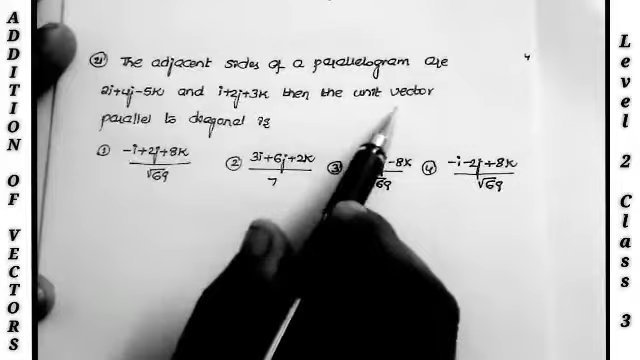 ADDITION OF VECTORS
21 The adjacent sides of a parallelogram are
2i+4j-5k and i+2j+3k then the unit vector
parallel to diagonal is
① -i+2j+8k/√69 ② 3i+6j+2k/7 ③ -8k/√69 ④ -i-2j+8k/√69
Level 2 Class 3